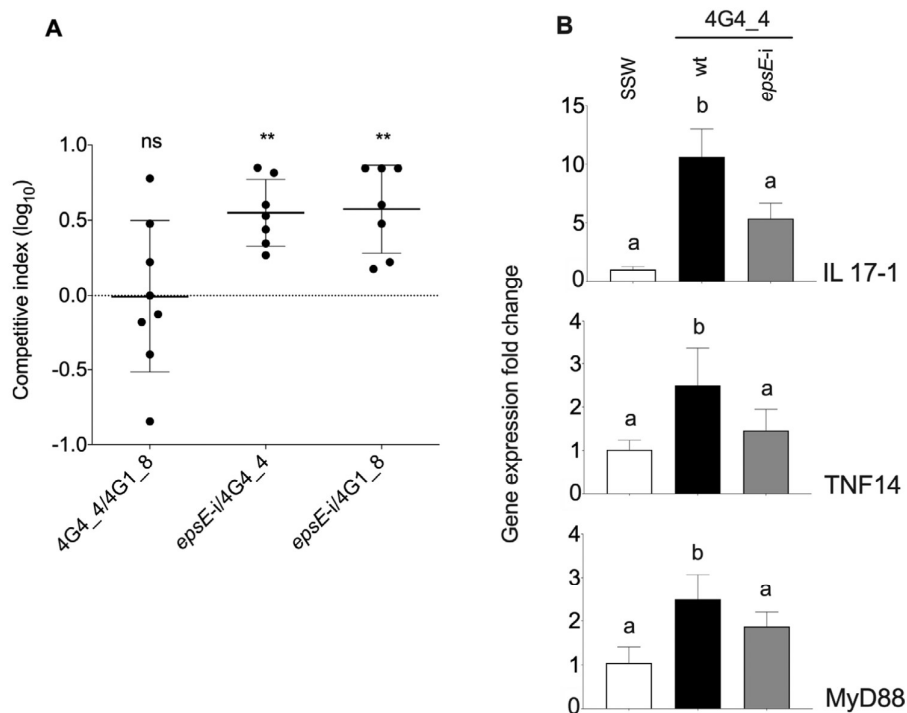 A
Competitive index (log10)
1.0
0.5
0.0
-0.5
-1.0
ns
**
**
4G4_4/4G1_8
epsE-i/4G4_4
epsE-i/4G1_8
B
4G4_4
SSW
wt
epsE-i
Gene expression fold change
15
10
5
0
a
b
a
IL 17-1
4
3
2
1
0
a
b
a
TNF14
4
3
2
1
0
a
b
a
MyD88